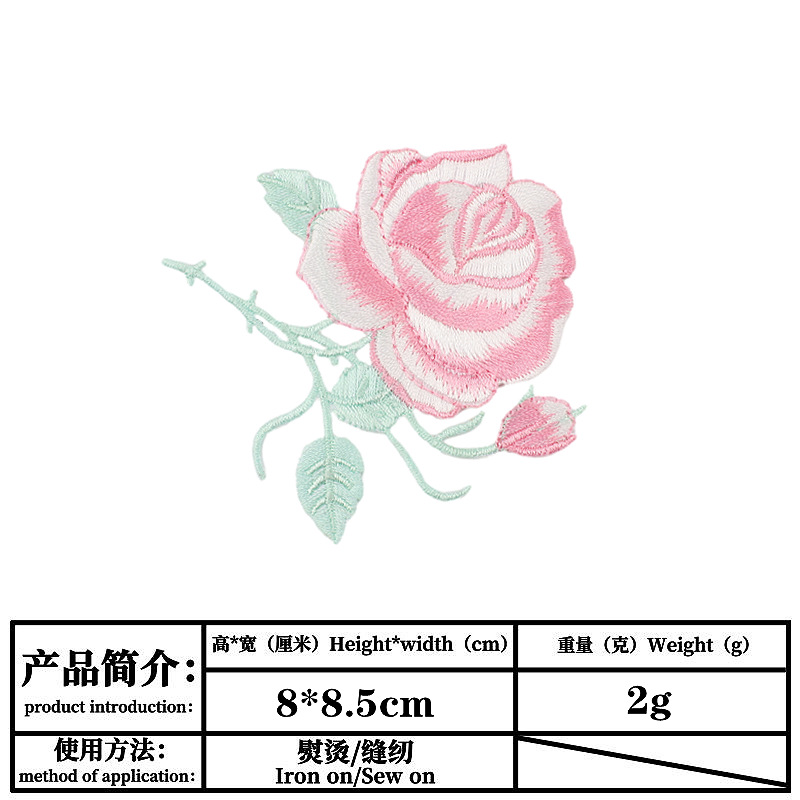 产品简介：
product introduction:
高*宽（厘米）Height*width（cm）
重量（克）Weight（g）
8*8.5cm
2g
使用方法：
method of application:
熨烫/缝纫
Iron on/Sew on